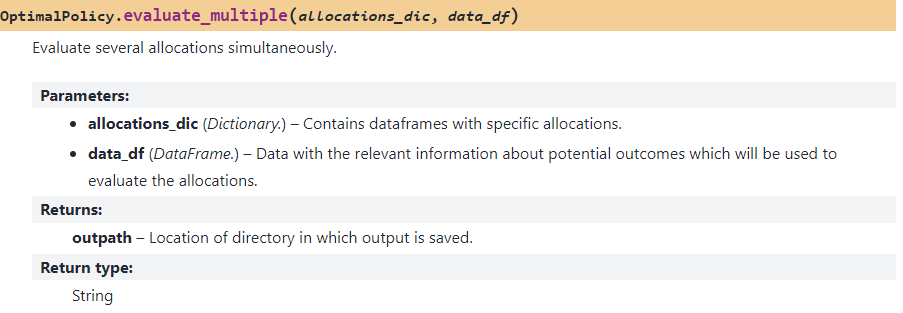 OptimalPolicy.evaluate_multiple(allocations_dic, data_df)
Evaluate several allocations simultaneously.
Parameters:
• allocations_dic (Dictionary.) – Contains dataframes with specific allocations.
• data_df (DataFrame.) – Data with the relevant information about potential outcomes which will be used to
evaluate the allocations.
Returns:
outpath – Location of directory in which output is saved.
Return type:
String